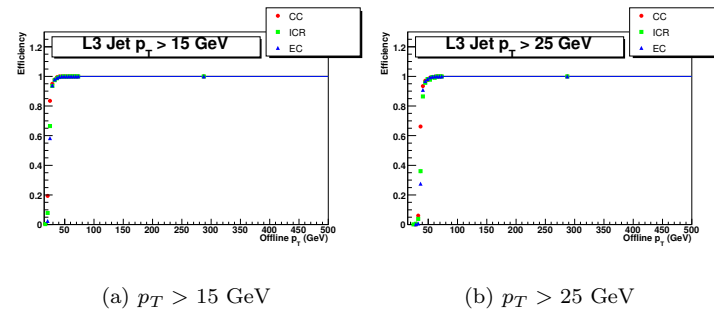 CC
ICR
EC
L3 Jet p_T > 15 GeV
Efficiency
1.2
1
0.8
0.6
0.4
0.2
0
50 100 150 200 250 300 350 400 450 500
Offline p_T (GeV)
(a) p_T > 15 GeV
CC
ICR
EC
L3 Jet p_T > 25 GeV
Efficiency
1.2
1
0.8
0.6
0.4
0.2
0
50 100 150 200 250 300 350 400 450 500
Offline p_T (GeV)
(b) p_T > 25 GeV